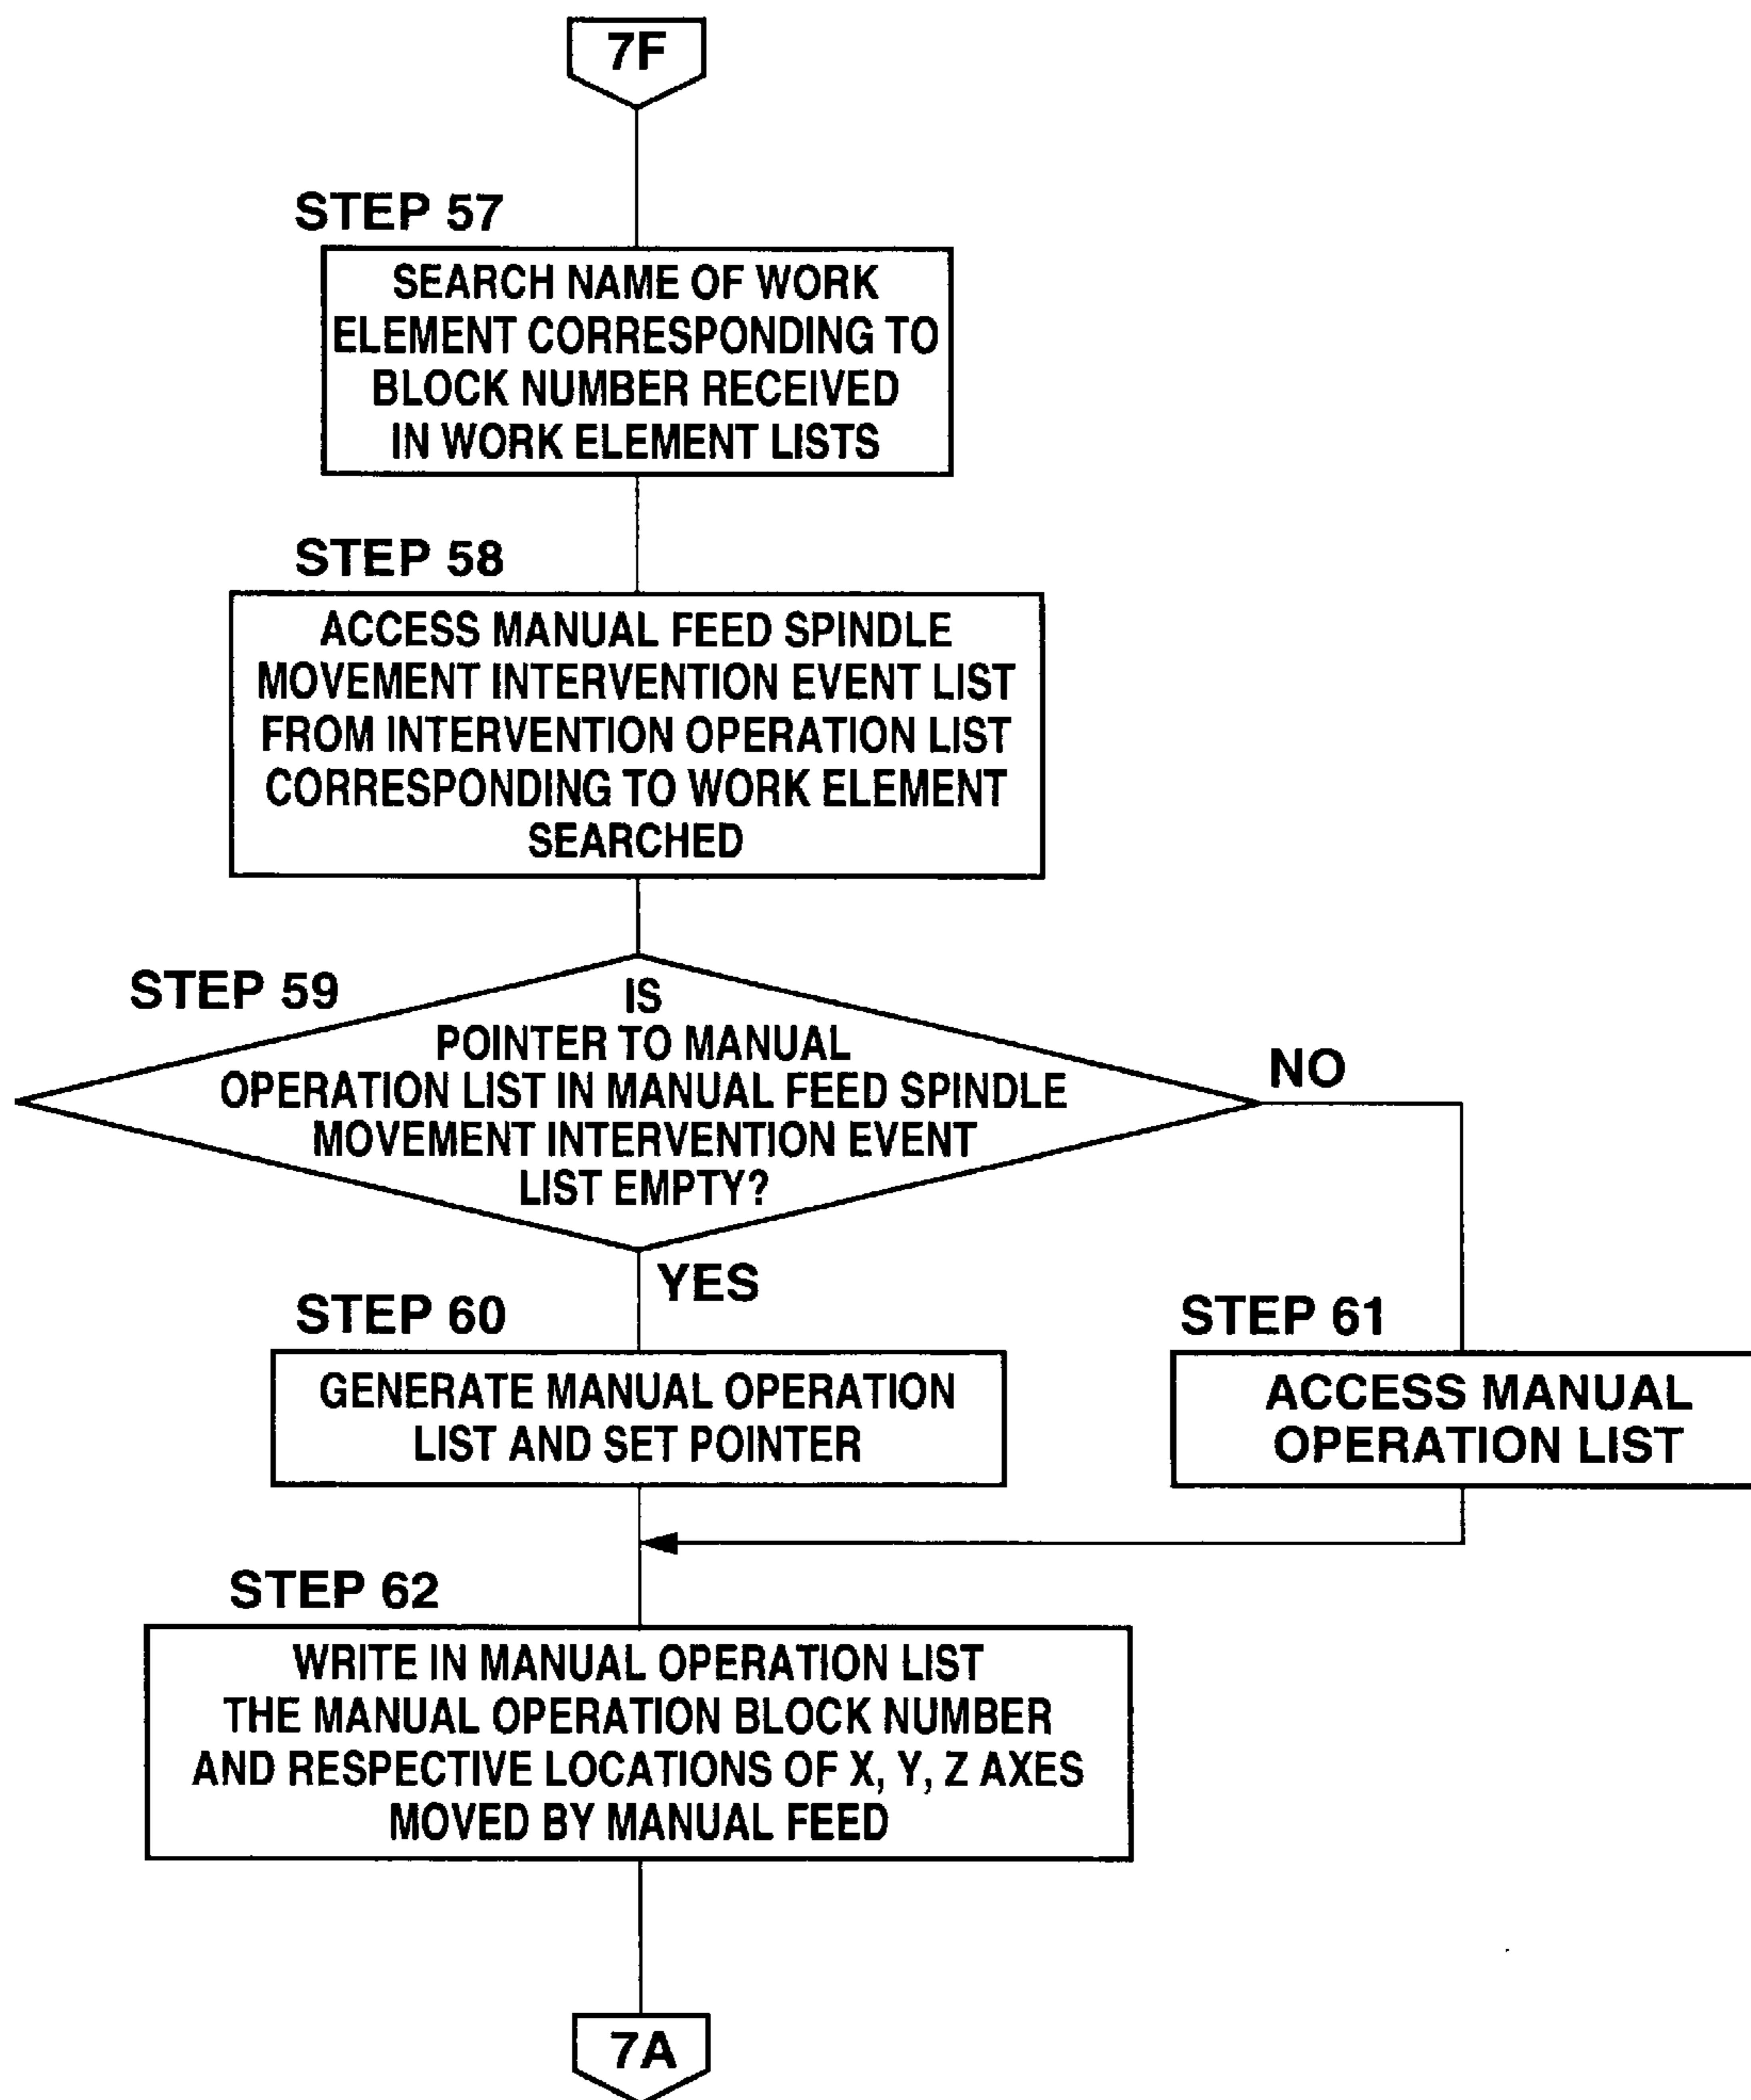 7F
STEP 57
SEARCH NAME OF WORK
ELEMENT CORRESPONDING TO
BLOCK NUMBER RECEIVED
IN WORK ELEMENT LISTS
STEP 58
ACCESS MANUAL FEED SPINDLE
MOVEMENT INTERVENTION EVENT LIST
FROM INTERVENTION OPERATION LIST
CORRESPONDING TO WORK ELEMENT
SEARCHED
STEP 59
IS
POINTER TO MANUAL
OPERATION LIST IN MANUAL FEED SPINDLE
MOVEMENT INTERVENTION EVENT
LIST EMPTY?
NO
YES
STEP 60
GENERATE MANUAL OPERATION
LIST AND SET POINTER
STEP 61
ACCESS MANUAL
OPERATION LIST
STEP 62
WRITE IN MANUAL OPERATION LIST
THE MANUAL OPERATION BLOCK NUMBER
AND RESPECTIVE LOCATIONS OF X, Y, Z AXES
MOVED BY MANUAL FEED
7A